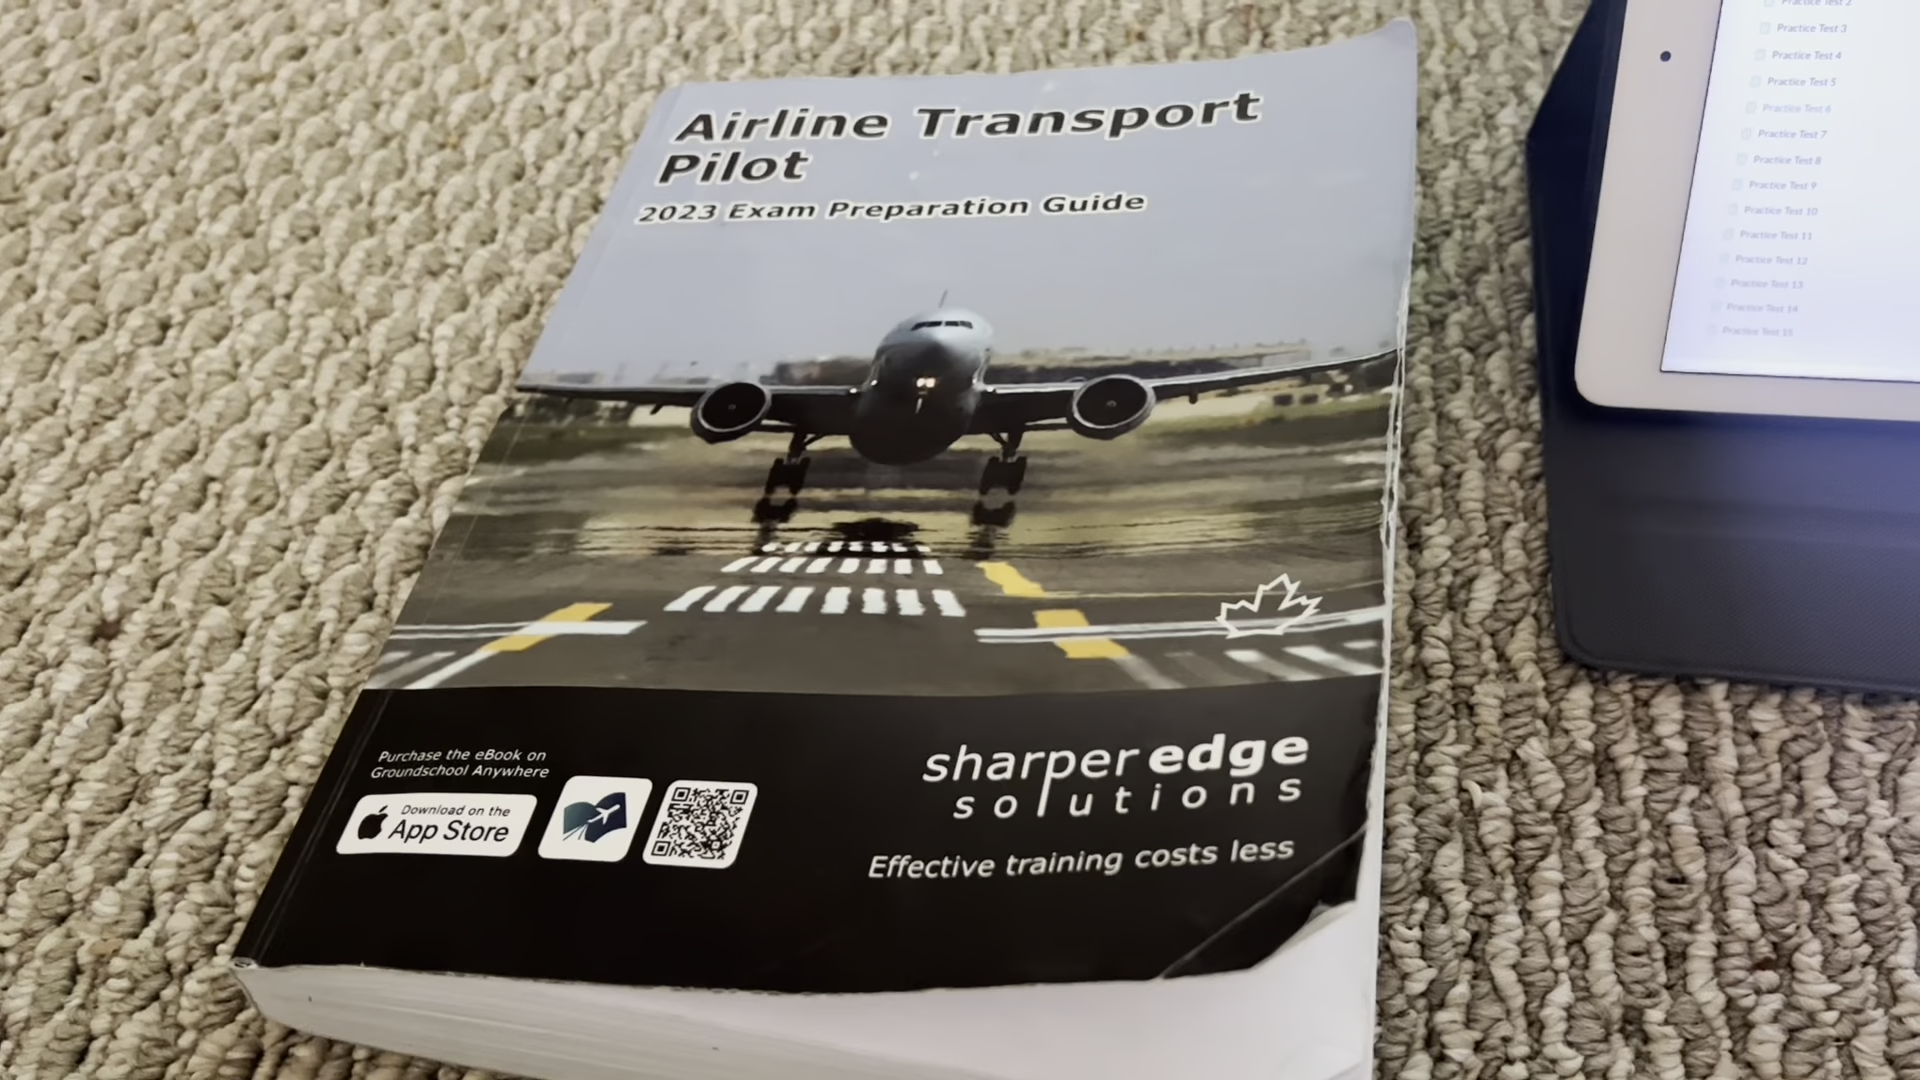 Airline Transport
Pilot
2023 Exam Preparation Guide
Purchase the eBook on
Groundschool Anywhere
Download on the
App Store
sharper edge
solutions
Effective training costs less
Practice Test 2
Practice Test 3
Practice Test 4
Practice Test 5
Practice Test 6
Practice Test 7
Practice Test 8
Practice Test 9
Practice Test 10
Practice Test 11
Practice Test 12
Practice Test 13
Practice Test 14
Practice Test 15